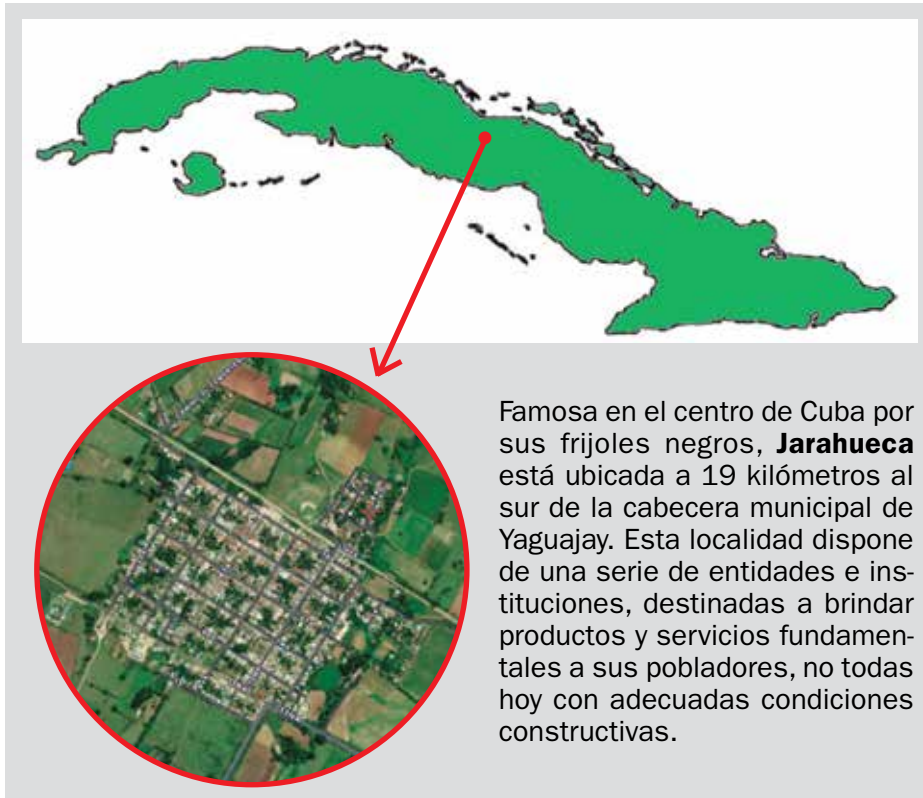 Famosa en el centro de Cuba por
sus frijoles negros, Jarahueca
está ubicada a 19 kilómetros al
sur de la cabecera municipal de
Yaguajay. Esta localidad dispone
de una serie de entidades e ins-
tituciones, destinadas a brindar
productos y servicios fundamen-
tales a sus pobladores, no todas
hoy con adecuadas condiciones
constructivas.